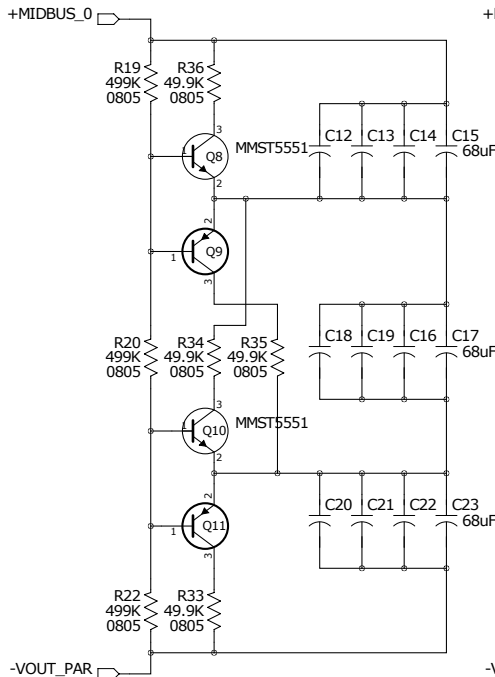 +MIDBUS_0
R19
499K
0805
R36
49.9K
0805
3
1
Q8
2
MMST5551
C12
C13
C14
C15
68uF
2
Q9
1
3
R20
499K
0805
R34
49.9K
0805
R35
49.9K
0805
C18
C19
C16
C17
68uF
3
1
Q10
2
MMST5551
2
Q11
1
3
C20
C21
C22
C23
68uF
R22
499K
0805
R33
49.9K
0805
-VOUT_PAR